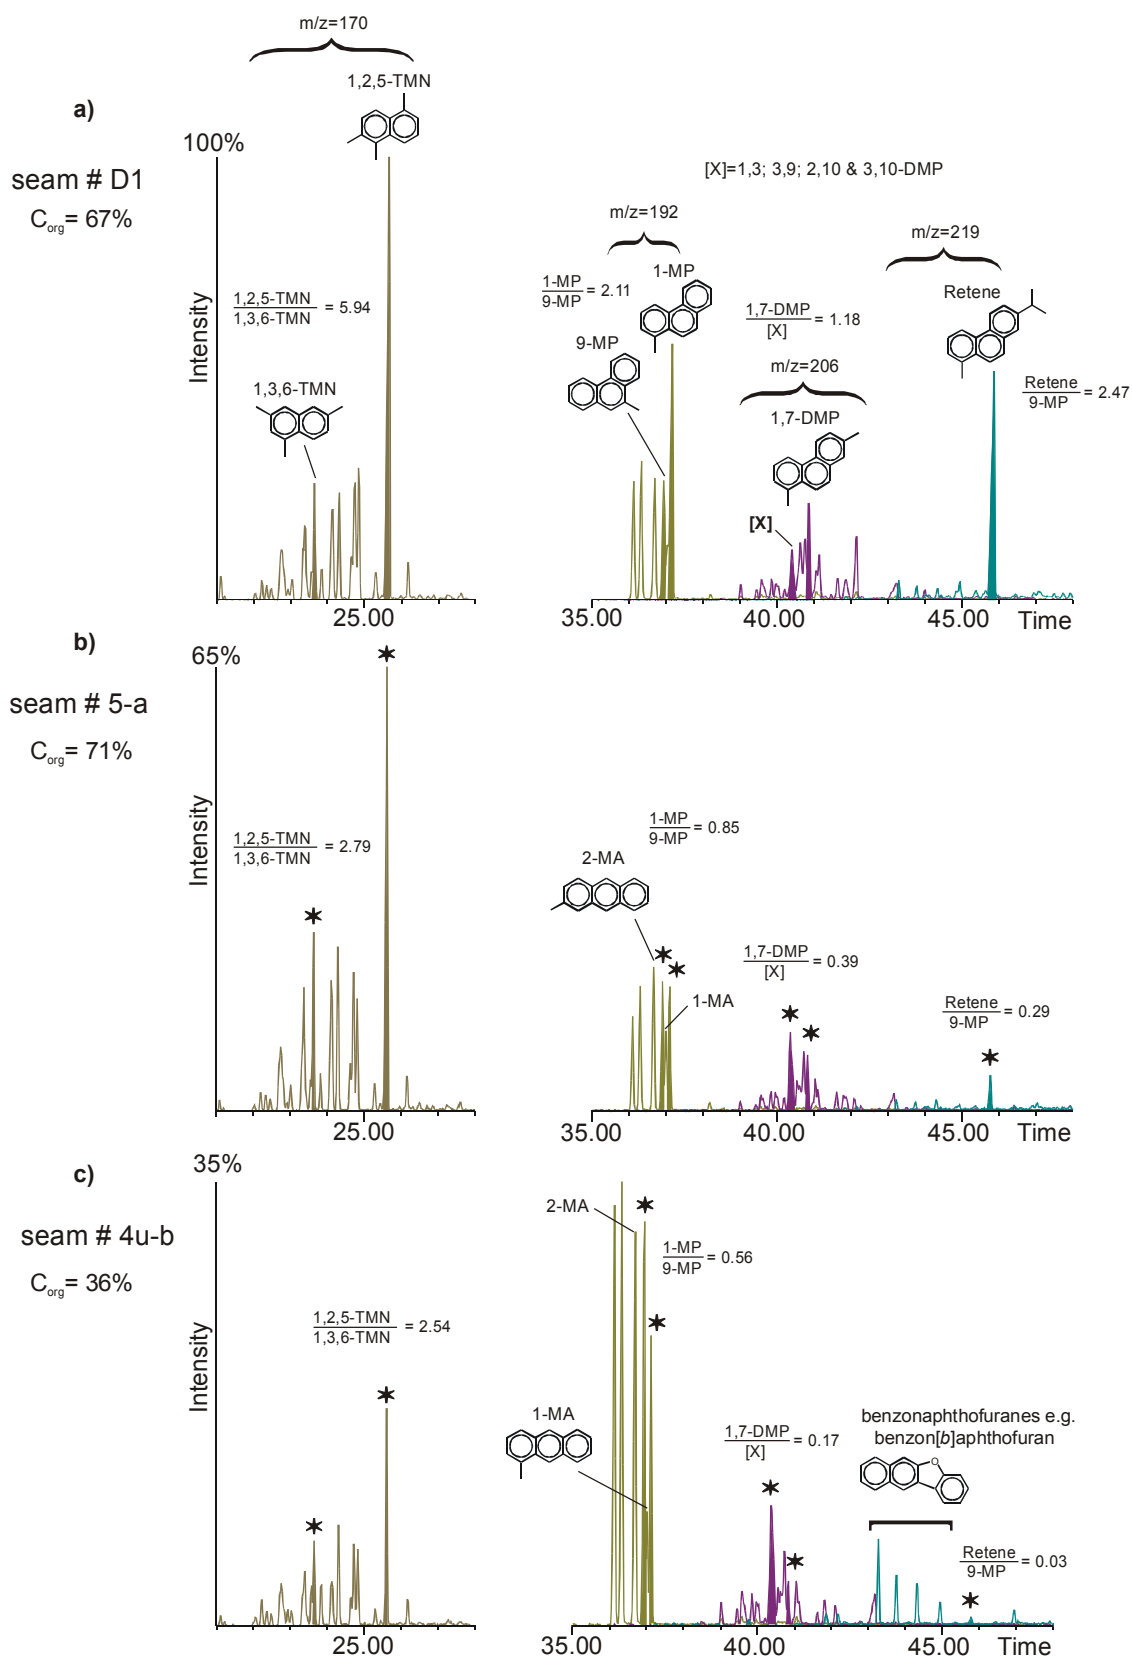 m/z=170
1,2,5-TMN
a)
100%
seam # D1
Corg= 67%
[X]=1,3; 3,9; 2,10 & 3,10-DMP
m/z=192
m/z=219
1-MP
1-MP
9-MP = 2.11
Retene
1,2,5-TMN
1,3,6-TMN = 5.94
1,7-DMP
[X] = 1.18
9-MP
m/z=206
1,3,6-TMN
1,7-DMP
Retene
9-MP = 2.47
Intensity
[X]
25.00
35.00 40.00 45.00 Time
b)
65%
seam # 5-a
Corg= 71%
Intensity
1,2,5-TMN
1,3,6-TMN = 2.79
1-MP
9-MP = 0.85
2-MA
1,7-DMP
[X] = 0.39
1-MA
Retene
9-MP = 0.29
25.00
35.00 40.00 45.00 Time
c)
35%
seam # 4u-b
Corg= 36%
2-MA
1-MP
9-MP = 0.56
1,2,5-TMN
1,3,6-TMN = 2.54
Intensity
1-MA
1,7-DMP
[X] = 0.17
benzonaphthofuranes e.g.
benzon[b]aphthofuran
O
Retene
9-MP = 0.03
25.00
35.00 40.00 45.00 Time